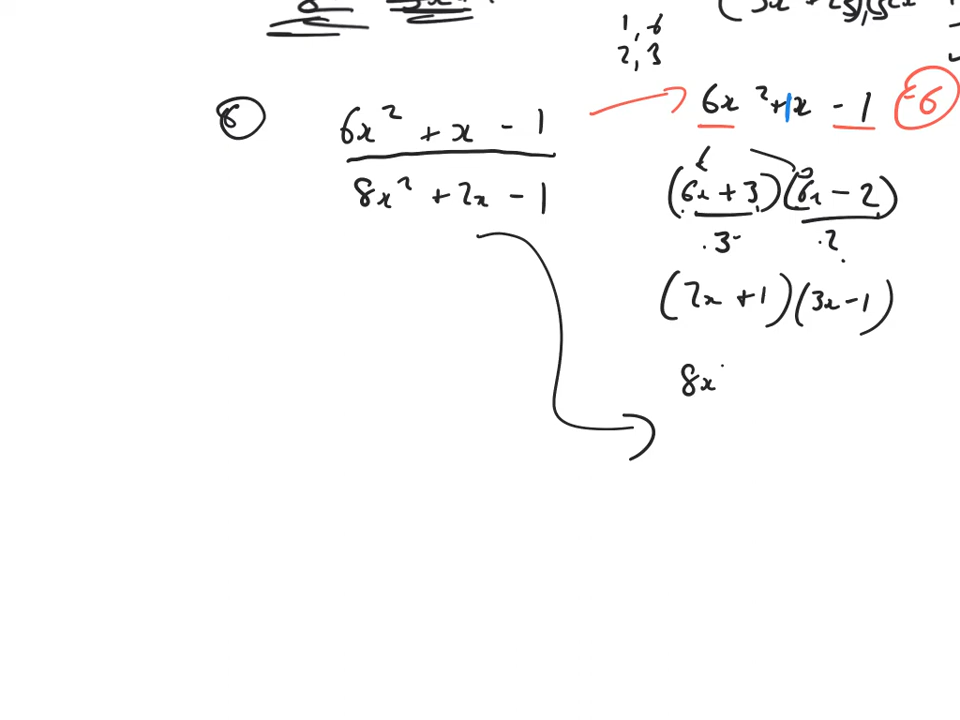 1, 6
2, 3
6x² + 1x - 1 -6
6x² + x - 1
8x² + 2x - 1
(6x + 3)(6x - 2)
3 2
(2x + 1)(3x - 1)
8x